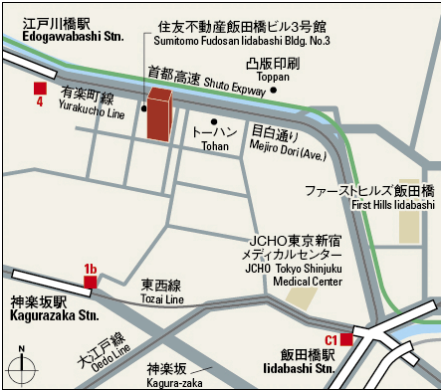 江戸川橋駅
Edogawabashi Stn.
住友不動産飯田橋ビル3号館
Sumitomo Fudosan Iidabashi Bldg. No.3
首都高速 Shuto Expway
凸版印刷
Toppan
4
有楽町線
Yurakucho Line
トーハン
Tohan
目白通り
Mejiro Dori (Ave.)
ファーストヒルズ飯田橋
First Hills Iidabashi
JCHO東京新宿
メディカルセンター
JCHO Tokyo Shinjuku
Medical Center
1b
東西線
Tozai Line
神楽坂駅
Kagurazaka Stn.
大江戸線
Oedo Line
C1
飯田橋駅
Iidabashi Stn.
神楽坂
Kagura-zaka
N